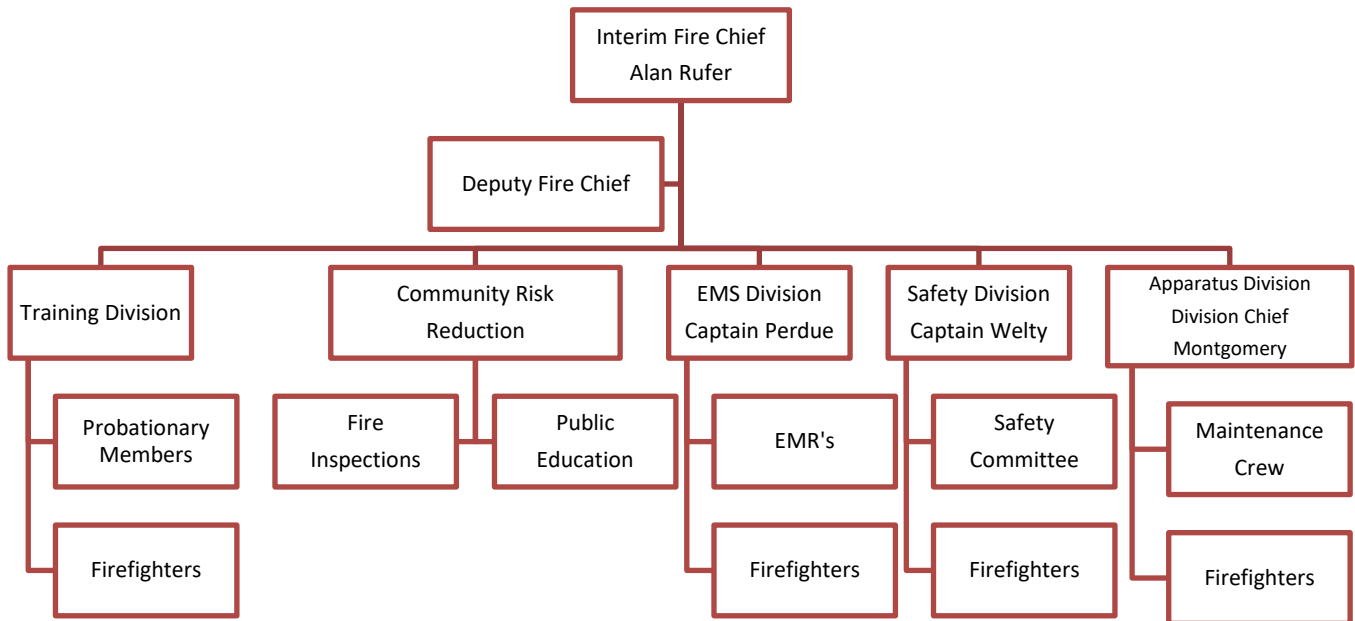 Interim Fire Chief
Alan Rufer
Deputy Fire Chief
Training Division
Community Risk
Reduction
EMS Division
Captain Perdue
Safety Division
Captain Welty
Apparatus Division
Division Chief
Montgomery
Probationary
Members
Fire
Inspections
Public
Education
EMR's
Safety
Committee
Maintenance
Crew
Firefighters
Firefighters
Firefighters
Firefighters